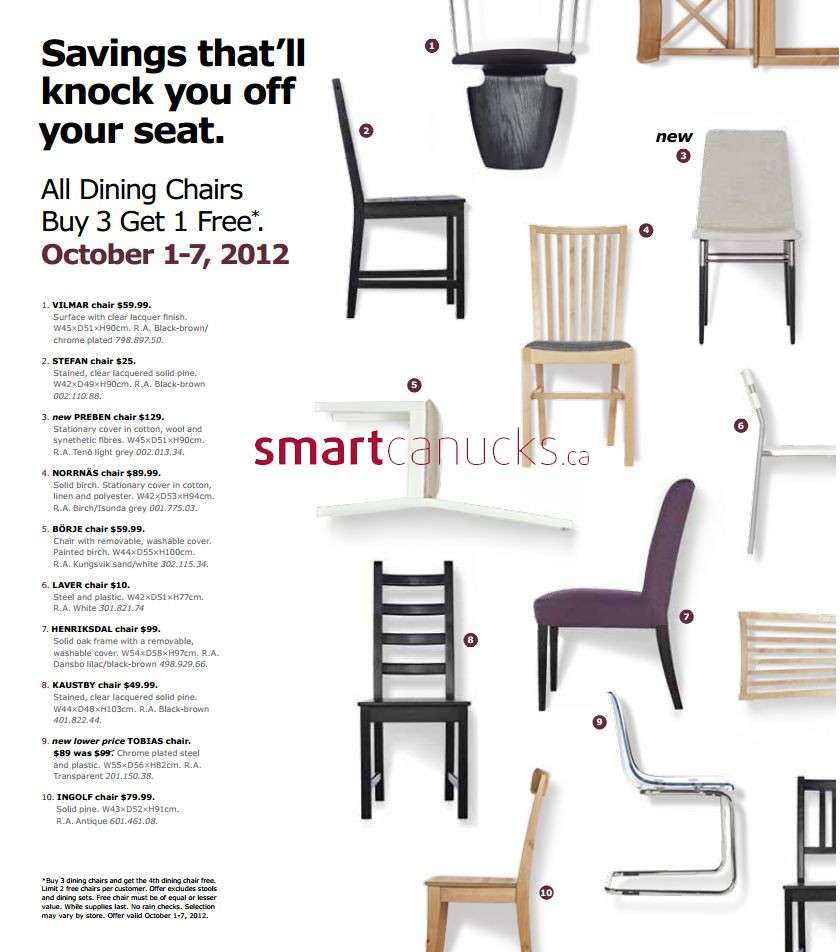 Savings that'll
knock you off
your seat.
All Dining Chairs
Buy 3 Get 1 Free*.
October 1-7, 2012
1. VILMAR chair $59.99.
Surface with clear lacquer finish.
W45×D51×H90cm. R.A. Black-brown/
chrome plated 798.897.50.
2. STEFAN chair $25.
Stained, clear lacquered solid pine.
W42×D49×H90cm. R.A. Black-brown
002.110.88.
3. new PREBEN chair $129.
Stationary cover in cotton, wool and
synethetic fibres. W45×D51×H90cm.
R.A. Tenö light grey 002.013.34.
4. NORRNÄS chair $89.99.
Solid birch. Stationary cover in cotton,
linen and polyester. W42×D53×H94cm.
R.A. Birch/Isunda grey 001.775.03.
5. BÖRJE chair $59.99.
Chair with removable, washable cover.
Painted birch. W44×D55×H100cm.
R.A. Kungsvik sand/white 302.115.34.
6. LAVER chair $10.
Steel and plastic. W42×D51×H77cm.
R.A. White 301.821.74
7. HENRIKSDAL chair $99.
Solid oak frame with a removable,
washable cover. W54×D58×H97cm. R.A.
Dansbo lilac/black-brown 498.929.66.
8. KAUSTBY chair $49.99.
Stained, clear lacquered solid pine.
W44×D48×H103cm. R.A. Black-brown
401.822.44.
9. new lower price TOBIAS chair.
$89 was $99. Chrome plated steel
and plastic. W55×D56×H82cm. R.A.
Transparent 201.150.38.
10. INGOLF chair $79.99.
Solid pine. W43×D52×H91cm.
R.A. Antique 601.461.08.
*Buy 3 dining chairs and get the 4th dining chair free.
Limit 2 free chairs per customer. Offer excludes stools
and dining sets. Free chair must be of equal or lesser
value. While supplies last. No rain checks. Selection
may vary by store. Offer valid October 1-7, 2012.
1
2
new
3
4
5
smartcanucks.ca
6
7
8
9
10